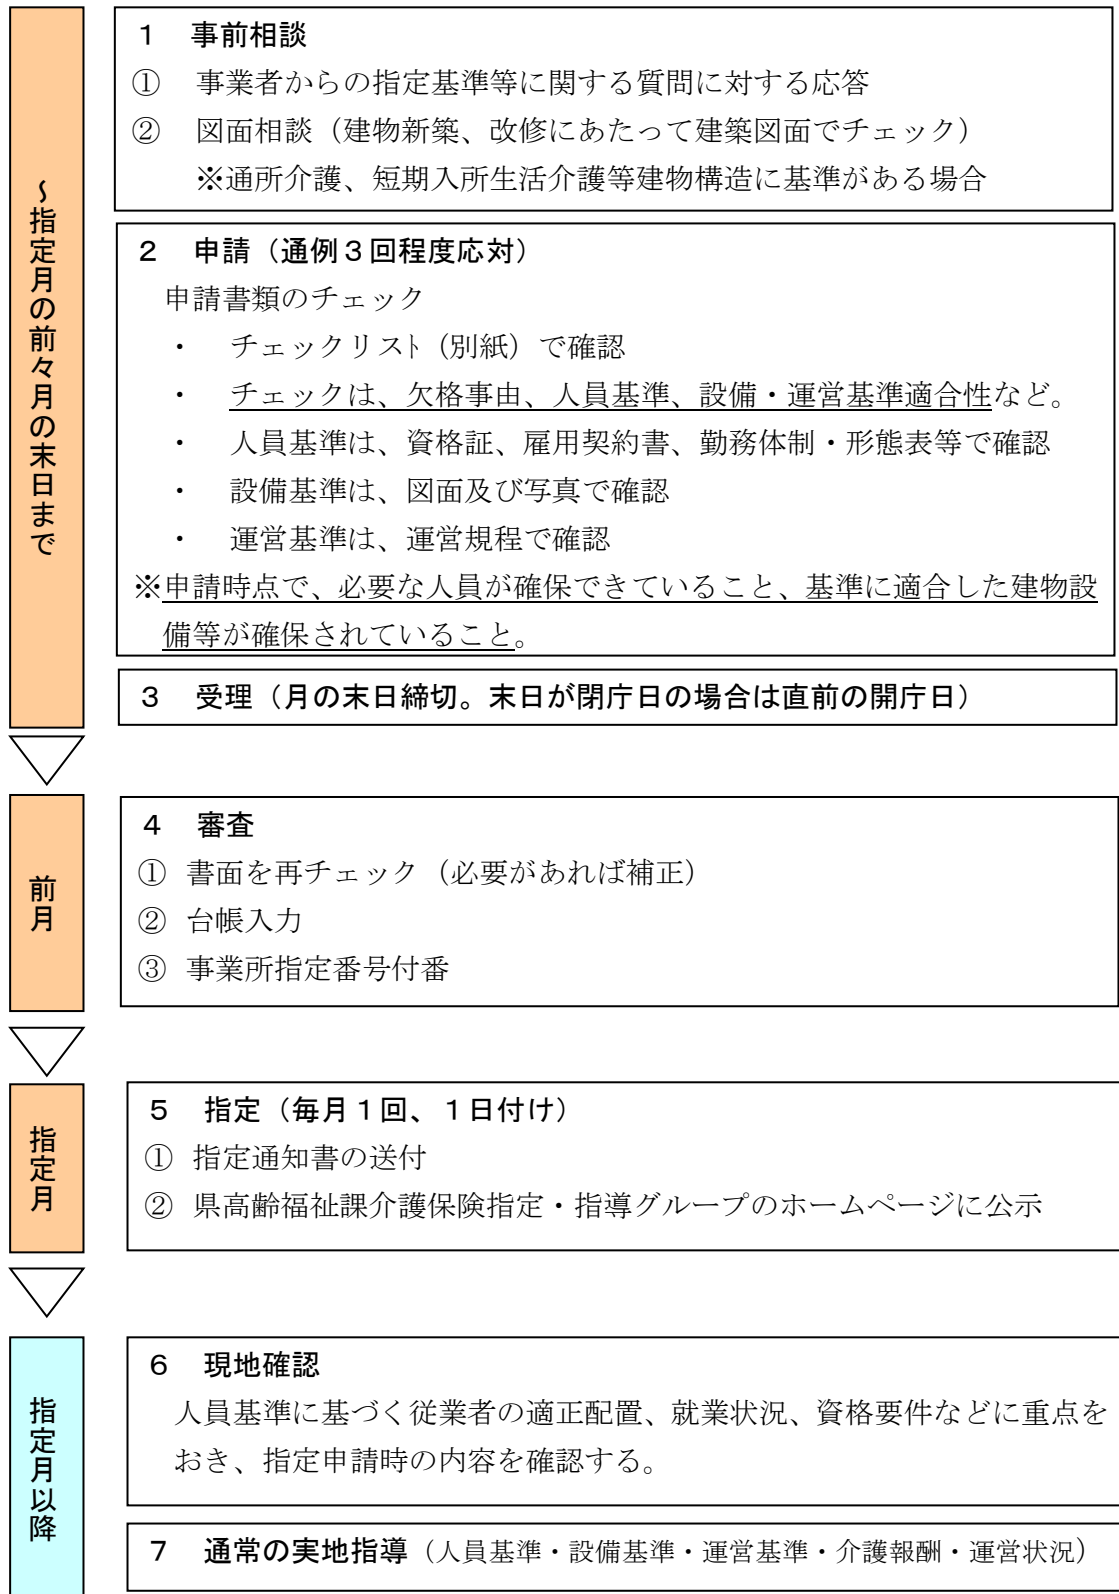 ～指定月の前々月の末日まで
１　事前相談
①　事業者からの指定基準等に関する質問に対する応答
②　図面相談（建物新築、改修にあたって建築図面でチェック）
※通所介護、短期入所生活介護等建物構造に基準がある場合
２　申請（通例３回程度応対）
申請書類のチェック
・　チェックリスト（別紙）で確認
・　チェックは、欠格事由、人員基準、設備・運営基準適合性など。
・　人員基準は、資格証、雇用契約書、勤務体制・形態表等で確認
・　設備基準は、図面及び写真で確認
・　運営基準は、運営規程で確認
※申請時点で、必要な人員が確保できていること、基準に適合した建物設
備等が確保されていること。
３　受理（月の末日締切。末日が閉庁日の場合は直前の開庁日）
前月
４　審査
①　書面を再チェック（必要があれば補正）
②　台帳入力
③　事業所指定番号付番
指定月
５　指定（毎月１回、１日付け）
①　指定通知書の送付
②　県高齢福祉課介護保険指定・指導グループのホームページに公示
指定月以降
６　現地確認
人員基準に基づく従業者の適正配置、就業状況、資格要件などに重点を
おき、指定申請時の内容を確認する。
７　通常の実地指導（人員基準・設備基準・運営基準・介護報酬・運営状況）